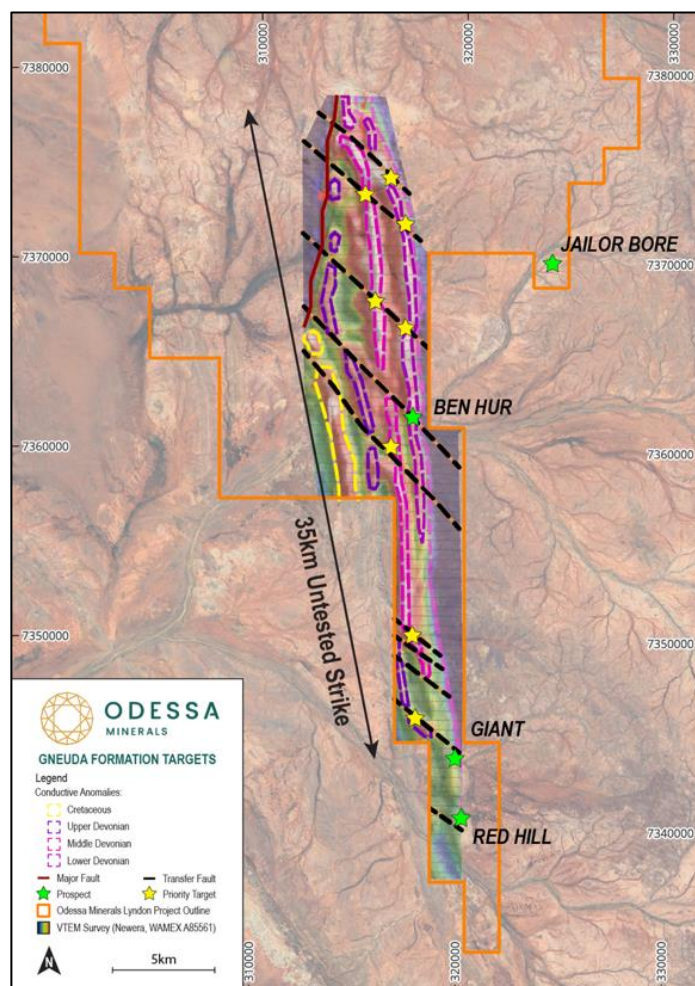 310000
320000
330000
7380000
7380000
7370000
7370000
JAILOR BORE
BEN HUR
7360000
7360000
35km Untested Strike
7350000
7350000
GIANT
7340000
RED HILL
ODESSA
MINERALS
GNEUDA FORMATION TARGETS
Legend
Conductive Anomalies:
Cretaceous
Upper Devonian
Middle Devonian
Lower Devonian
Major Fault
Transfer Fault
Prospect
Priority Target
Odessa Minerals Lyndon Project Outline
VTEM Survey (Newera, WAMEX A85561)
N
5km
310000
320000
330000